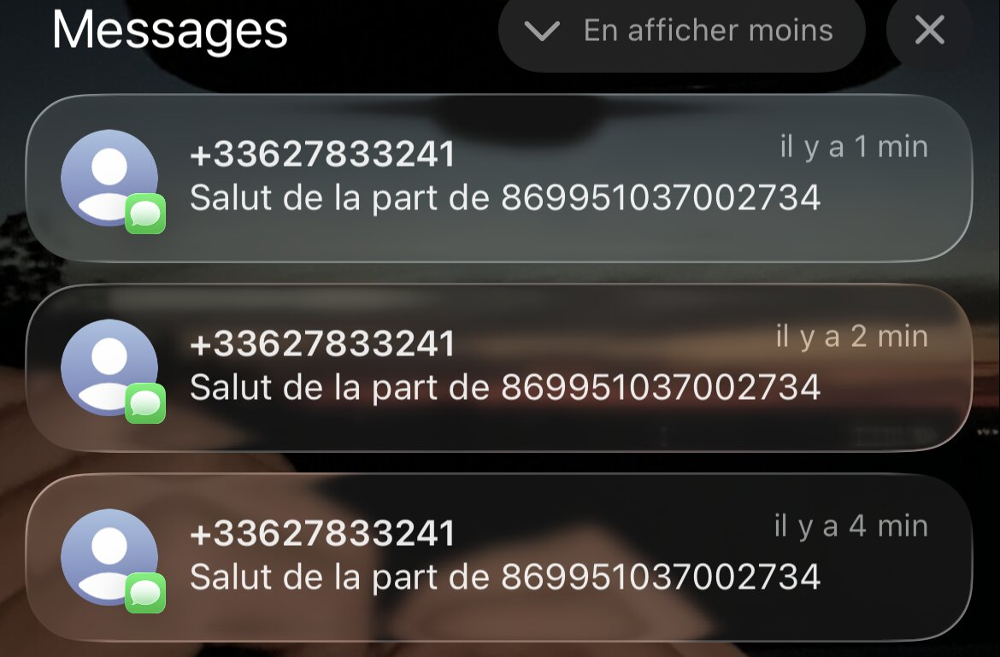 Messages
En afficher moins
+33627833241
il y a 1 min
Salut de la part de 869951037002734
+33627833241
il y a 2 min
Salut de la part de 869951037002734
+33627833241
il y a 4 min
Salut de la part de 869951037002734